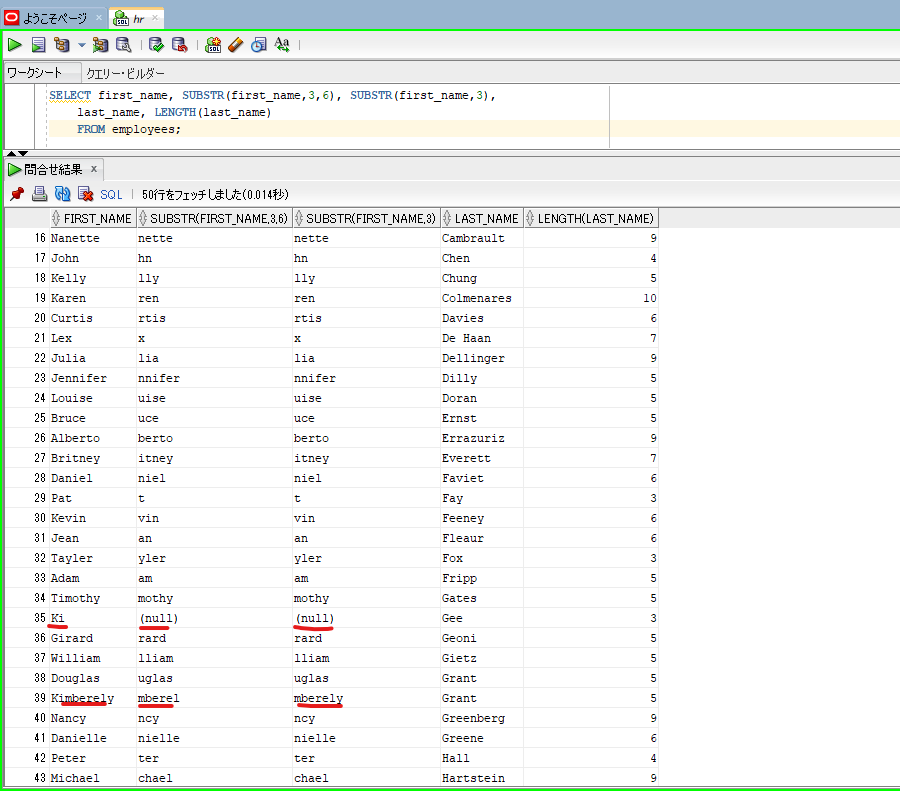 ようこそページ × hr ×
ワークシート クエリー・ビルダー
SELECT first_name, SUBSTR(first_name,3,6), SUBSTR(first_name,3),
last_name, LENGTH(last_name)
FROM employees;
問合せ結果 ×
SQL | 50行をフェッチしました(0.014秒)
FIRST_NAME SUBSTR(FIRST_NAME,3,6) SUBSTR(FIRST_NAME,3) LAST_NAME LENGTH(LAST_NAME)
16 Nanette nette nette Cambrault 9
17 John hn hn Chen 4
18 Kelly lly lly Chung 5
19 Karen ren ren Colmenares 10
20 Curtis rtis rtis Davies 6
21 Lex x x De Haan 7
22 Julia lia lia Dellinger 9
23 Jennifer nnifer nnifer Dilly 5
24 Louise uise uise Doran 5
25 Bruce uce uce Ernst 5
26 Alberto berto berto Errazuriz 9
27 Britney itney itney Everett 7
28 Daniel niel niel Faviet 6
29 Pat t t Fay 3
30 Kevin vin vin Feeney 6
31 Jean an an Fleaur 6
32 Tayler yler yler Fox 3
33 Adam am am Fripp 5
34 Timothy mothy mothy Gates 5
35 Ki (null) (null) Gee 3
36 Girard rard rard Geoni 5
37 William lliam lliam Gietz 5
38 Douglas uglas uglas Grant 5
39 Kimberely mberel mberely Grant 5
40 Nancy ncy ncy Greenberg 9
41 Danielle nielle nielle Greene 6
42 Peter ter ter Hall 4
43 Michael chael chael Hartstein 9